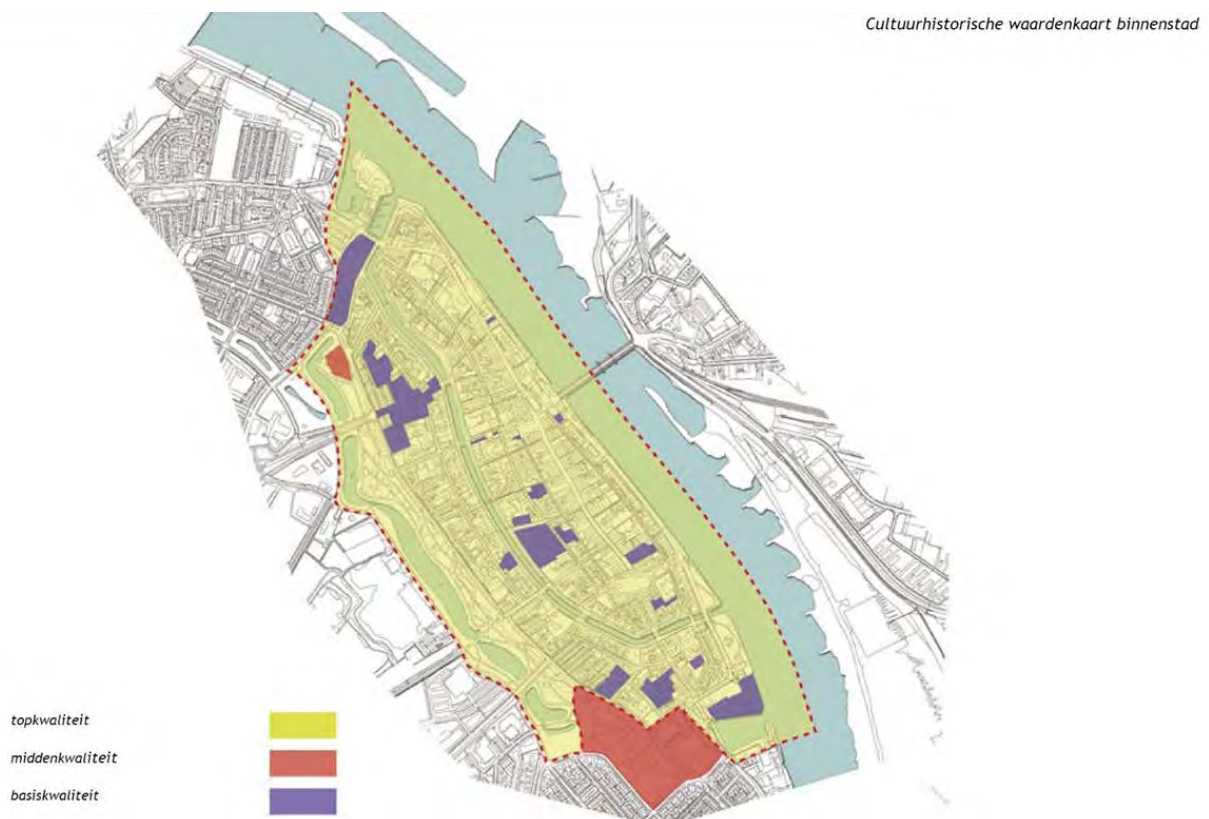 Cultuurhistorische waardenkaart binnenstad
topkwaliteit
middenkwaliteit
basiskwaliteit